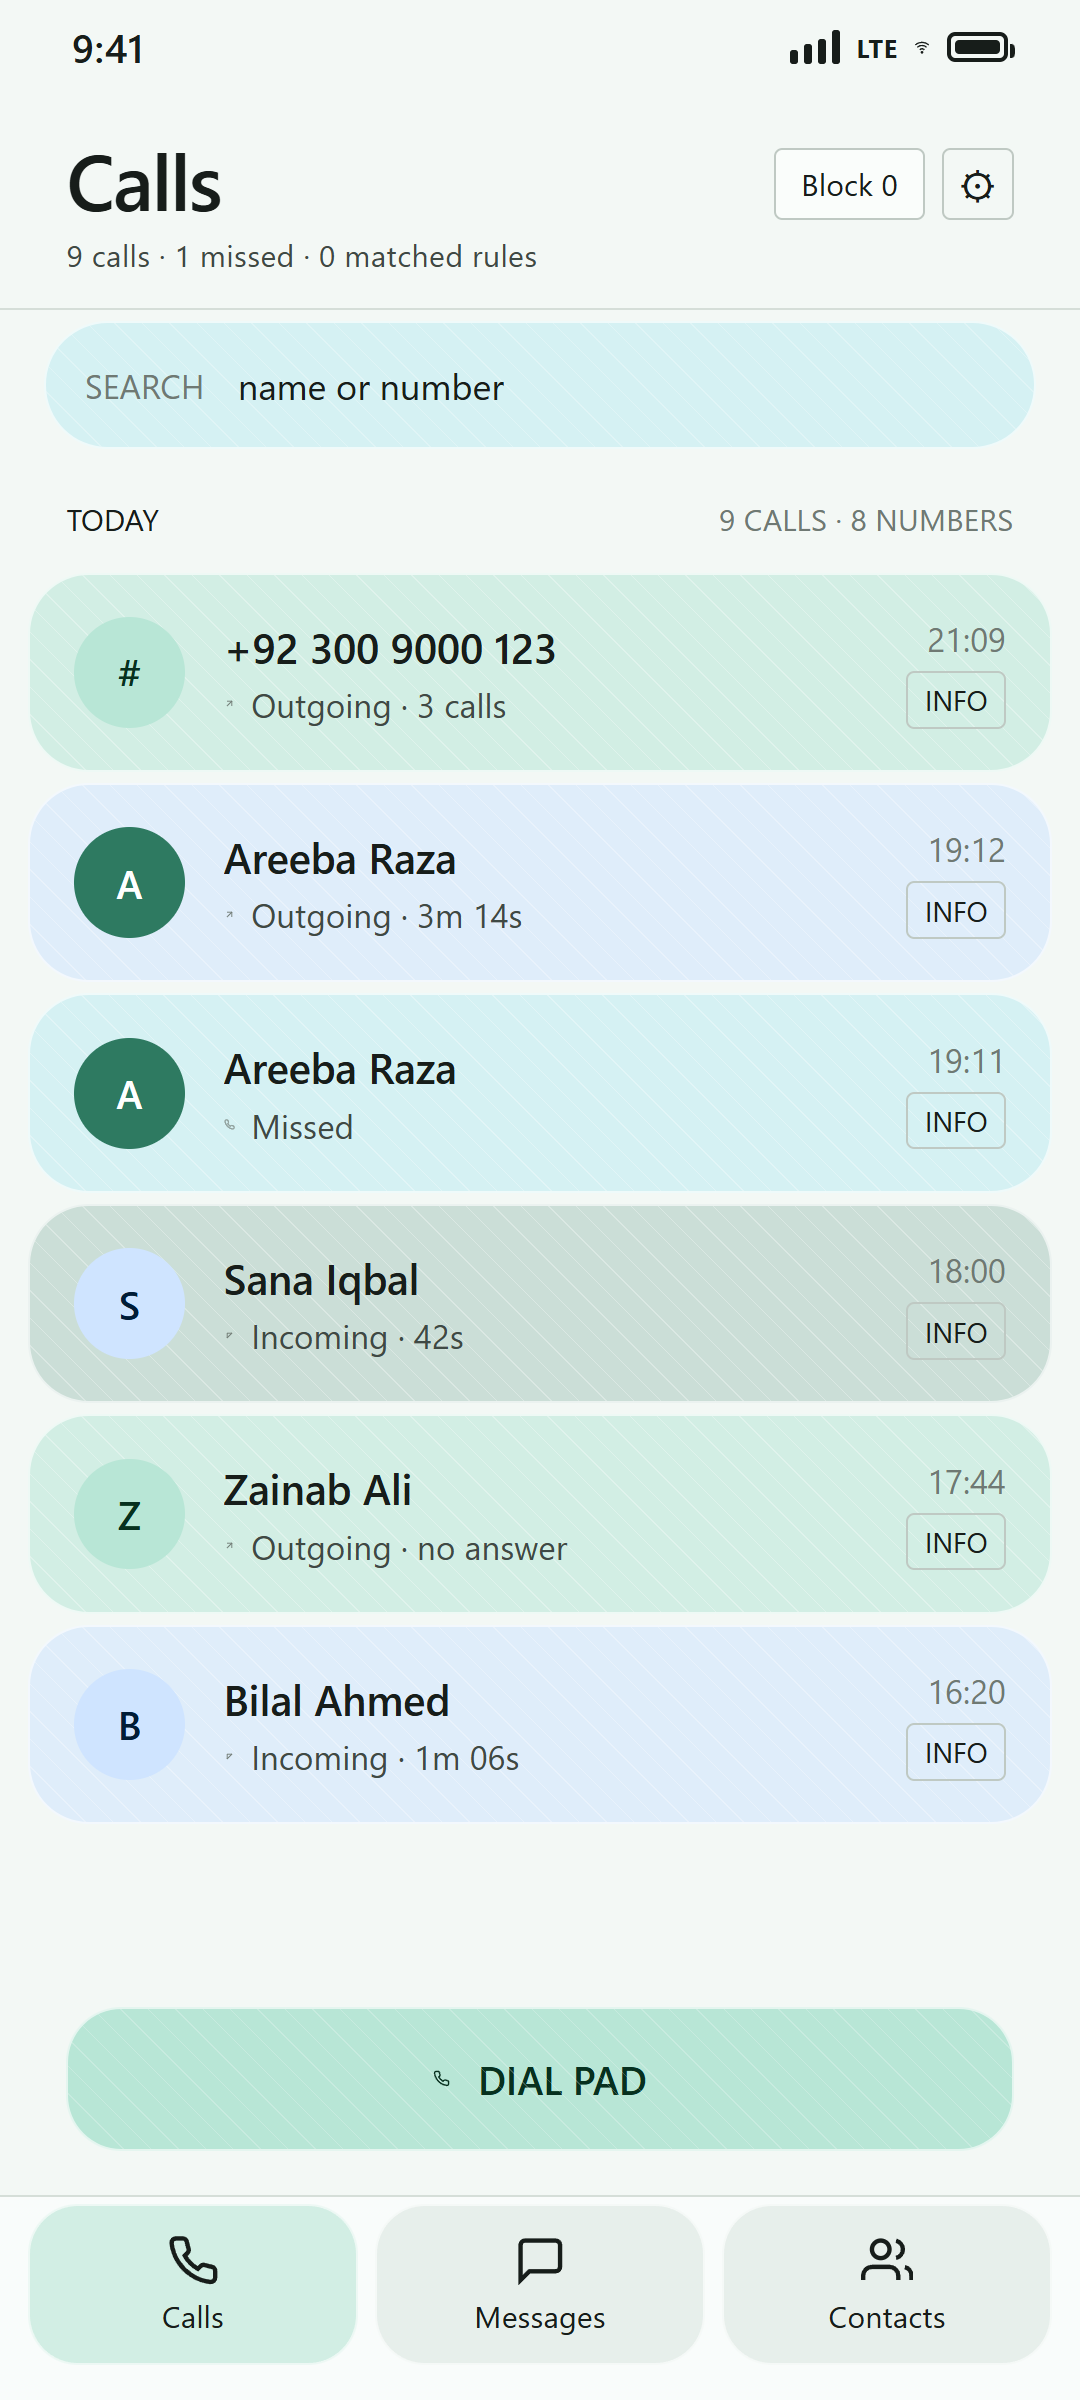 9:41
LTE
Calls
Block 0
9 calls · 1 missed · 0 matched rules
SEARCH name or number
TODAY
9 CALLS · 8 NUMBERS
#
+92 300 9000 123
21:09
Outgoing · 3 calls
INFO
A
Areeba Raza
19:12
Outgoing · 3m 14s
INFO
A
Areeba Raza
19:11
Missed
INFO
S
Sana Iqbal
18:00
Incoming · 42s
INFO
Z
Zainab Ali
17:44
Outgoing · no answer
INFO
B
Bilal Ahmed
16:20
Incoming · 1m 06s
INFO
DIAL PAD
Calls
Messages
Contacts